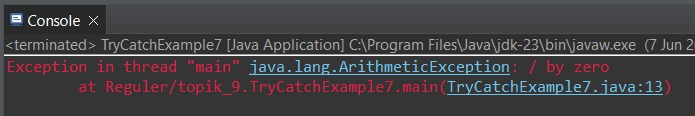 Console
<terminated> TryCatchExample7 [Java Application] C:\Program Files\Java\jdk-23\bin\javaw.exe (7 Jun 2
Exception in thread "main" java.lang.ArithmeticException: / by zero
at Reguler/topik_9.TryCatchExample7.main(TryCatchExample7.java:13)